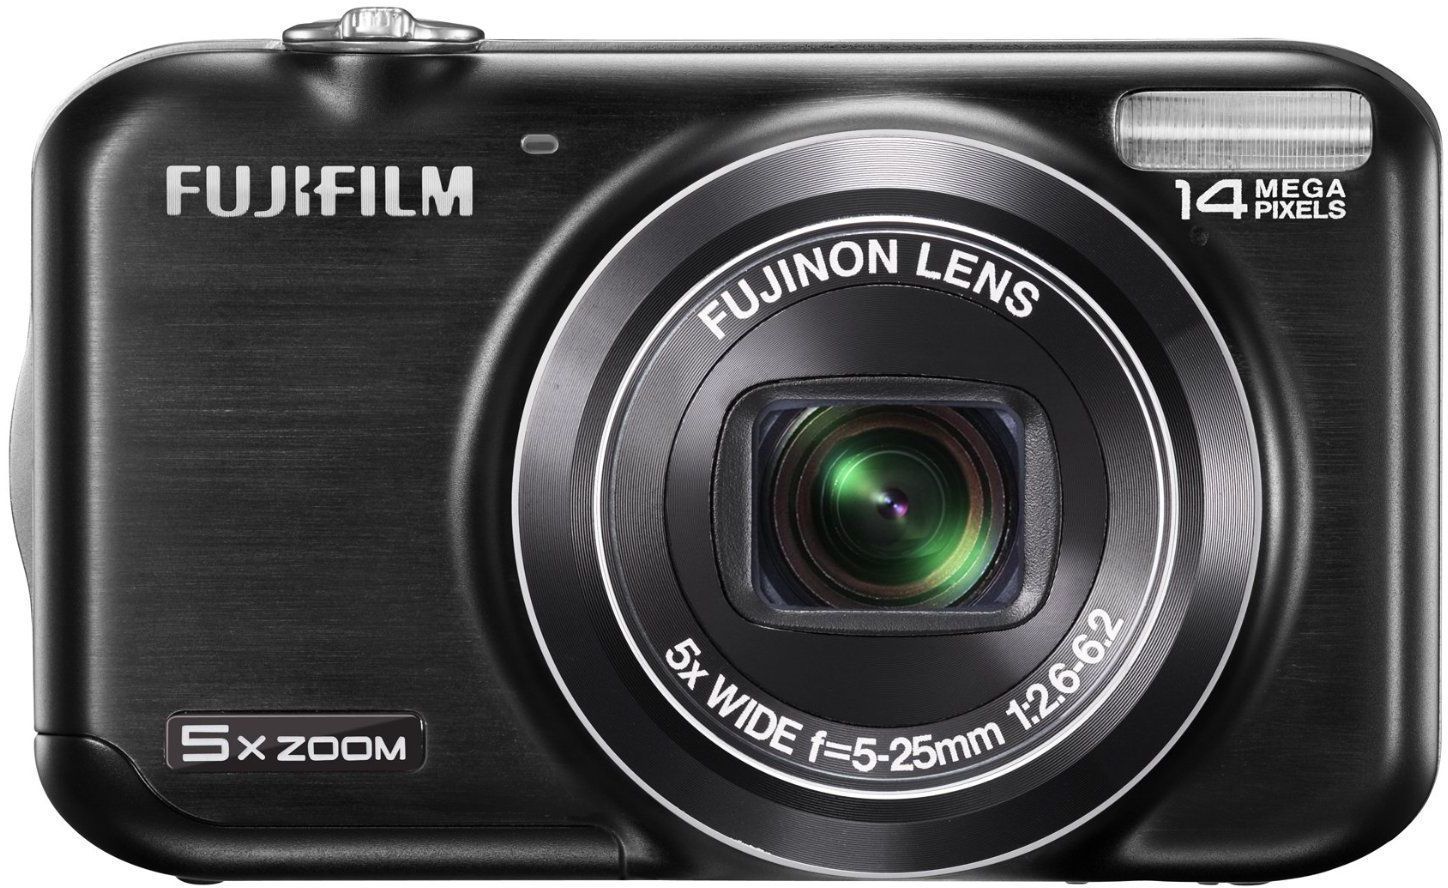 FUJIFILM
14 MEGA PIXELS
FUJINON LENS
5x WIDE f=5-25mm 1:2.6-6.2
5x ZOOM